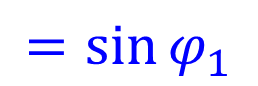 = sin φ₁